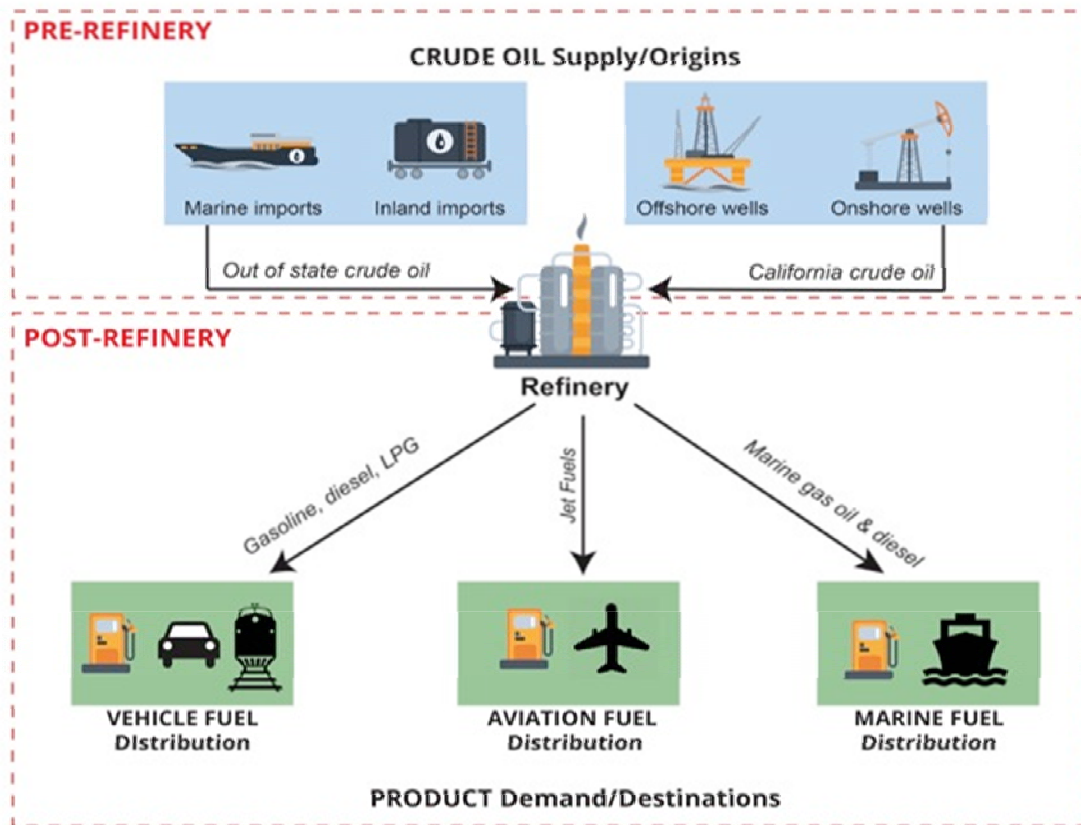 PRE-REFINERY
CRUDE OIL Supply/Origins
Marine imports
Inland imports
Offshore wells
Onshore wells
Out of state crude oil
California crude oil
POST-REFINERY
Refinery
Gasoline, diesel, LPG
Jet Fuels
Marine gas oil & diesel
VEHICLE FUEL
DIstribution
AVIATION FUEL
Distribution
MARINE FUEL
Distribution
PRODUCT Demand/Destinations